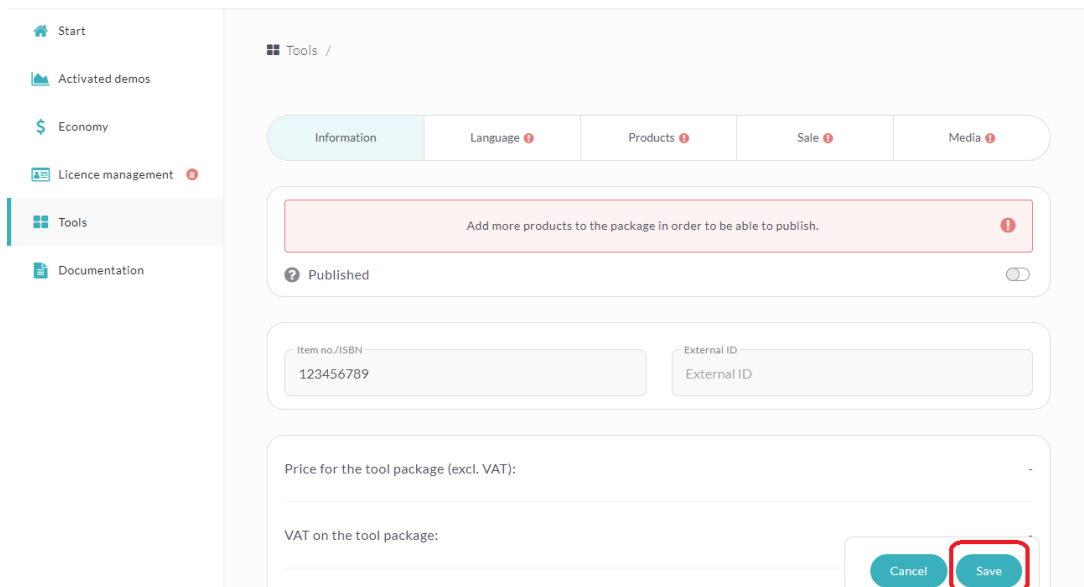 Start
Activated demos
Economy
Licence management 8
Tools
Documentation
Tools /
Information
Language
Products
Sale
Media
Add more products to the package in order to be able to publish.
Published
Item no./ISBN
123456789
External ID
External ID
Price for the tool package (excl. VAT): -
VAT on the tool package: -
Cancel
Save